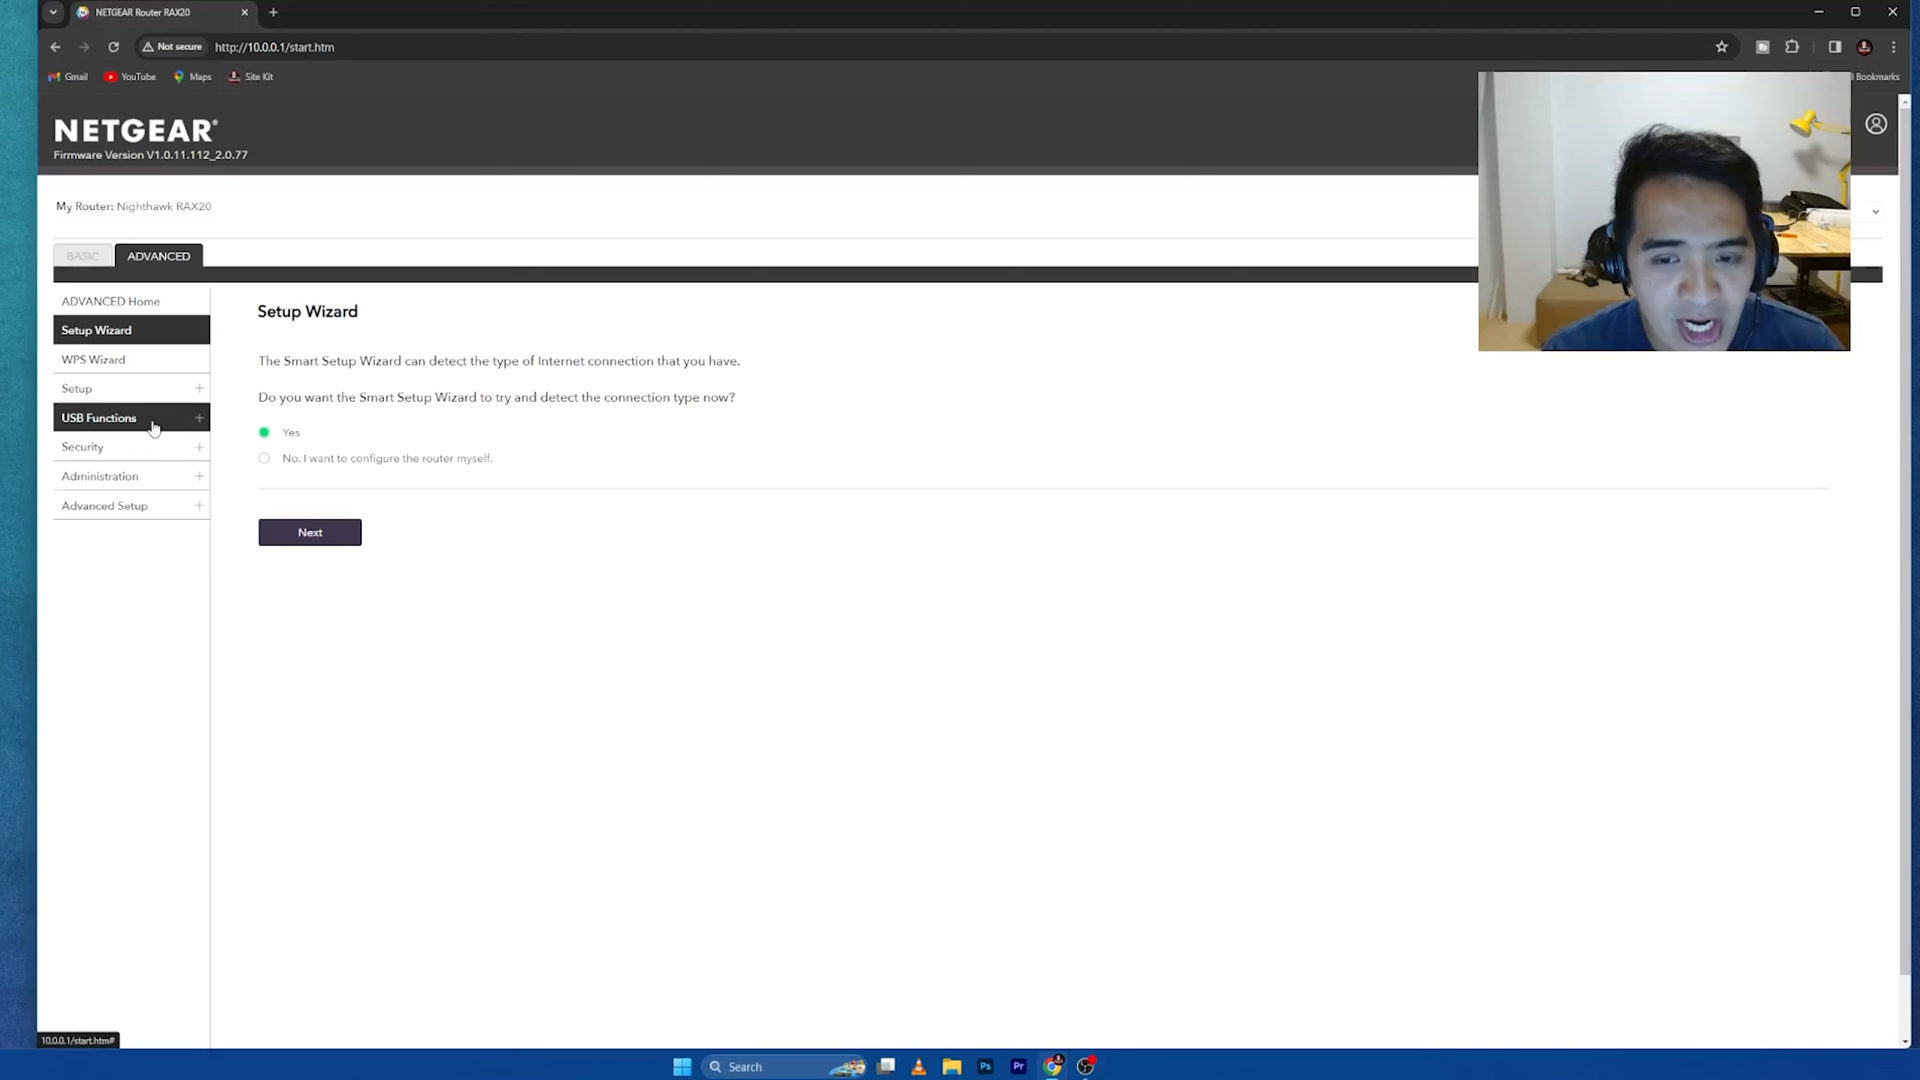 NETGEAR Router RAX20
Not secure
http://10.0.0.1/start.htm
Gmail
YouTube
Maps
Site Kit
Bookmarks
NETGEAR®
Firmware Version V1.0.11.112_2.0.77
My Router: Nighthawk RAX20
BASIC
ADVANCED
ADVANCED Home
Setup Wizard
WPS Wizard
Setup
USB Functions
Security
Administration
Advanced Setup
Setup Wizard
The Smart Setup Wizard can detect the type of Internet connection that you have.
Do you want the Smart Setup Wizard to try and detect the connection type now?
Yes
No. I want to configure the router myself.
Next
10.0.0.1/start.htm#
Search
Ps
Pr